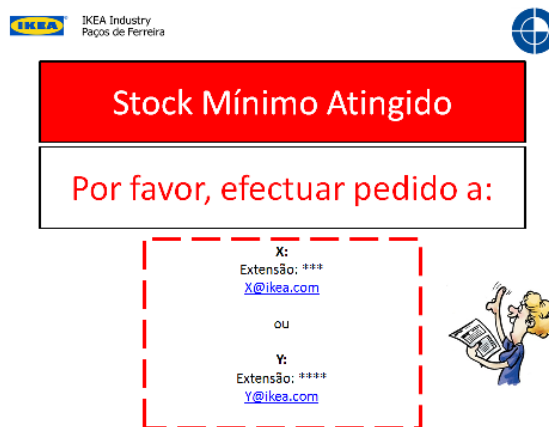 IKEA
IKEA Industry
Paços de Ferreira
Stock Mínimo Atingido
Por favor, efectuar pedido a:
X:
Extensão: ***
X@ikea.com
ou
Y:
Extensão: ****
Y@ikea.com